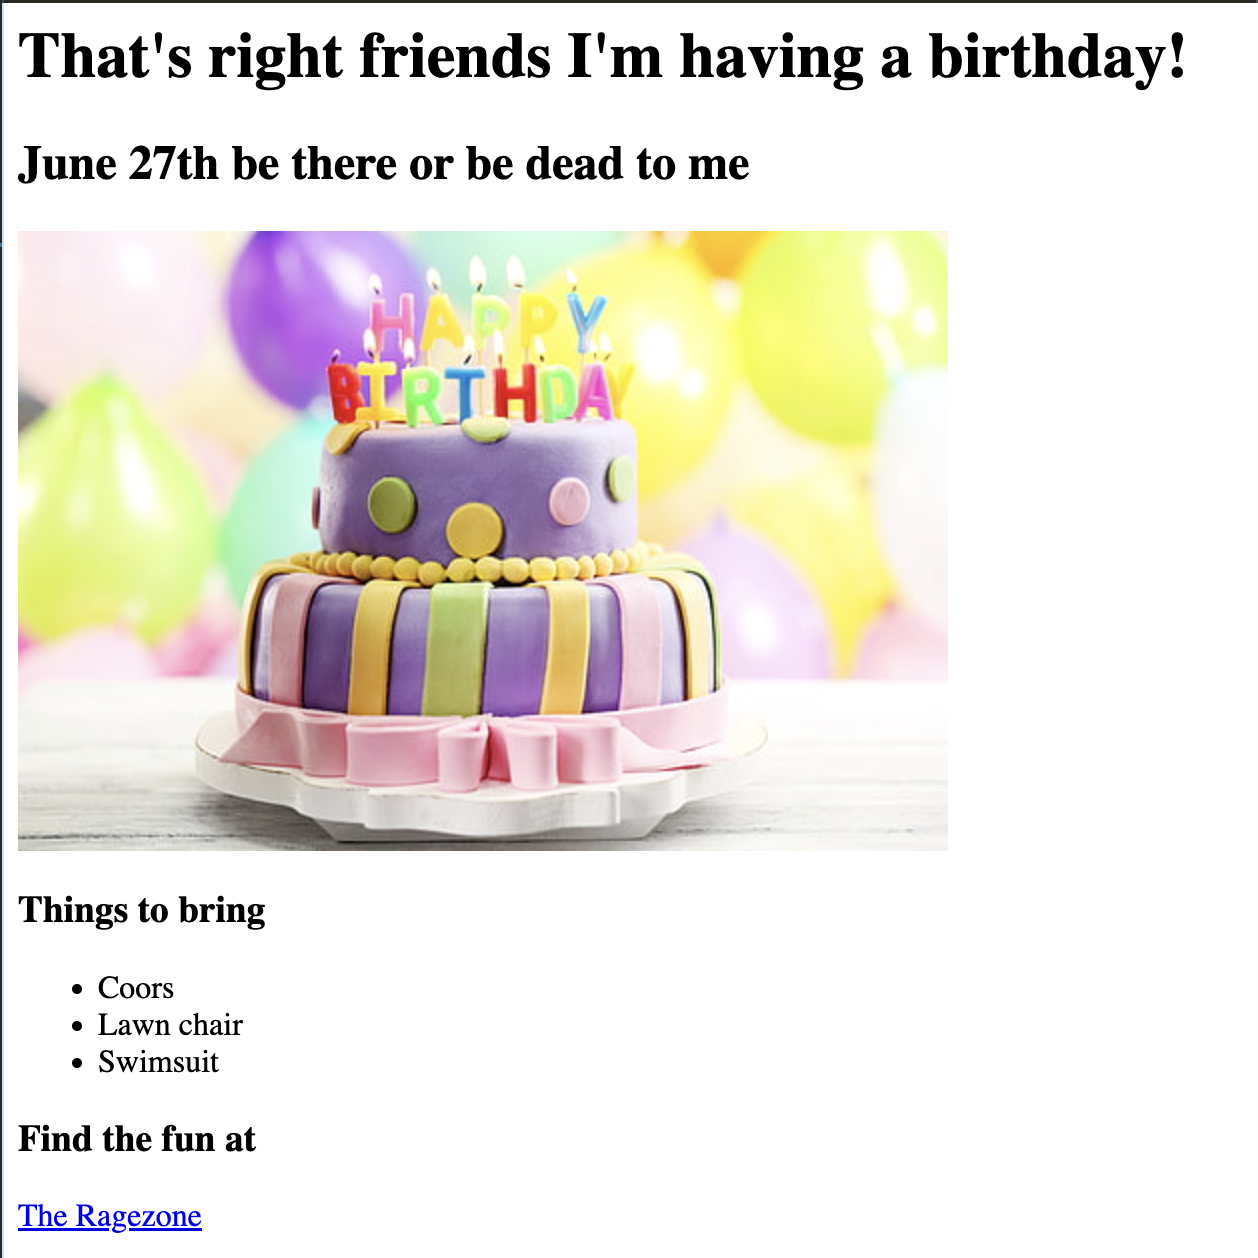 That's right friends I'm having a birthday!
June 27th be there or be dead to me
HAPPY
BIRTHDAY
Things to bring
Coors
Lawn chair
Swimsuit
Find the fun at
The Ragezone